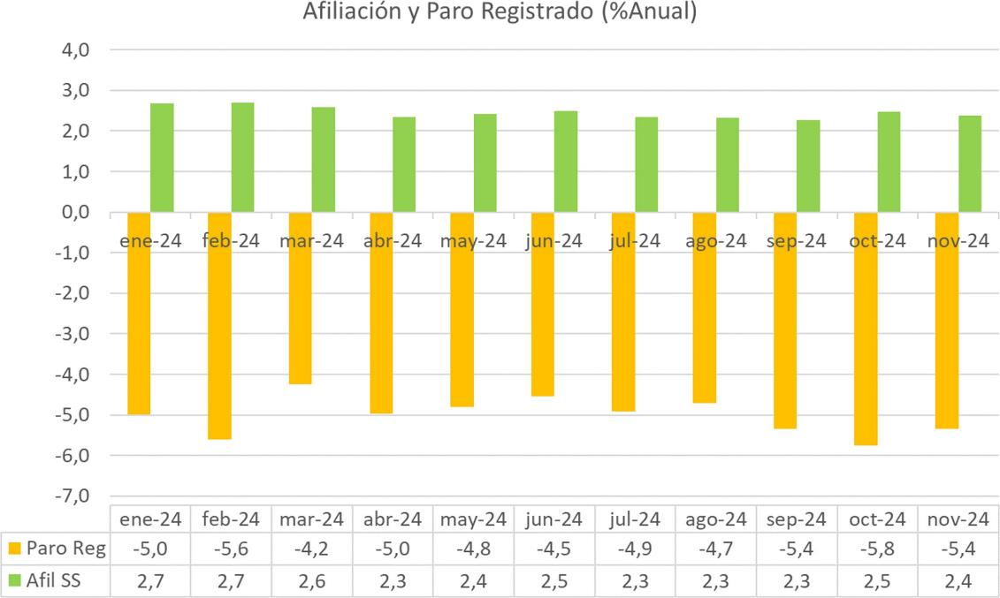 Afiliación y Paro Registrado (%Anual)
4,0
3,0
2,0
1,0
0,0
ene-24 feb-24 mar-24 abr-24 may-24 jun-24 jul-24 ago-24 sep-24 oct-24 nov-24
-1,0
-2,0
-3,0
-4,0
-5,0
-6,0
-7,0
ene-24 feb-24 mar-24 abr-24 may-24 jun-24 jul-24 ago-24 sep-24 oct-24 nov-24
Paro Reg -5,0 -5,6 -4,2 -5,0 -4,8 -4,5 -4,9 -4,7 -5,4 -5,8 -5,4
Afil SS 2,7 2,7 2,6 2,3 2,4 2,5 2,3 2,3 2,3 2,5 2,4